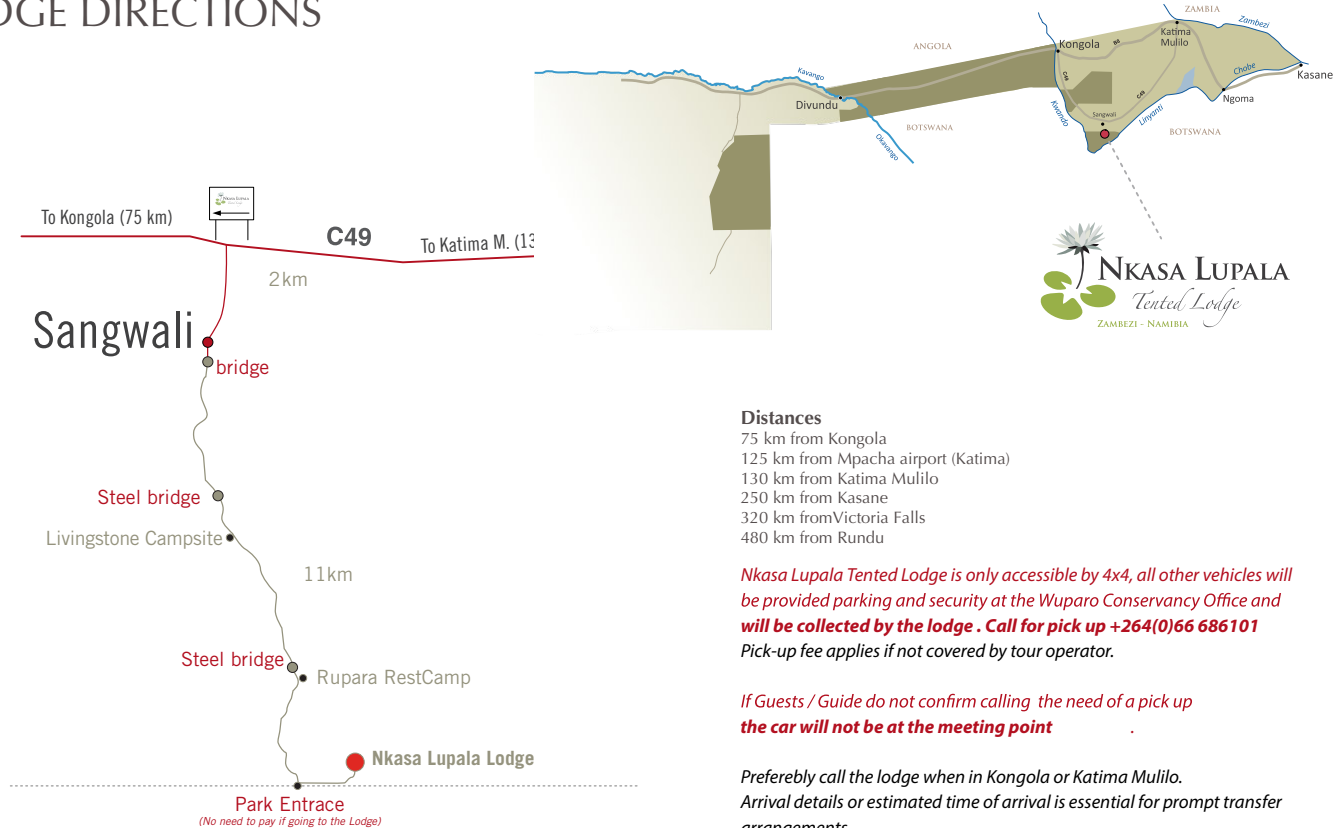 DGE DIRECTIONS
ZAMBIA
Zambezi
Katima
Mulilo
Kongola
B8
ANGOLA
Kavango
Chobe
Kasane
C49
C49
Divundu
Kwando
Sangwali
Linyanti
Ngoma
BOTSWANA
BOTSWANA
Okavango
NKASA LUPALA
Tented Lodge
ZAMBEZI - NAMIBIA
NKASA LUPALA
To Kongola (75 km)
C49
To Katima M. (13
2km
Sangwali
bridge
Steel bridge
Livingstone Campsite
11km
Steel bridge
Rupara RestCamp
Nkasa Lupala Lodge
Park Entrace
(No need to pay if going to the Lodge)
Distances
75 km from Kongola
125 km from Mpacha airport (Katima)
130 km from Katima Mulilo
250 km from Kasane
320 km fromVictoria Falls
480 km from Rundu
Nkasa Lupala Tented Lodge is only accessible by 4x4, all other vehicles will
be provided parking and security at the Wuparo Conservancy Office and
will be collected by the lodge . Call for pick up +264(0)66 686101
Pick-up fee applies if not covered by tour operator.
If Guests / Guide do not confirm calling the need of a pick up
the car will not be at the meeting point .
Preferebly call the lodge when in Kongola or Katima Mulilo.
Arrival details or estimated time of arrival is essential for prompt transfer
arrangements